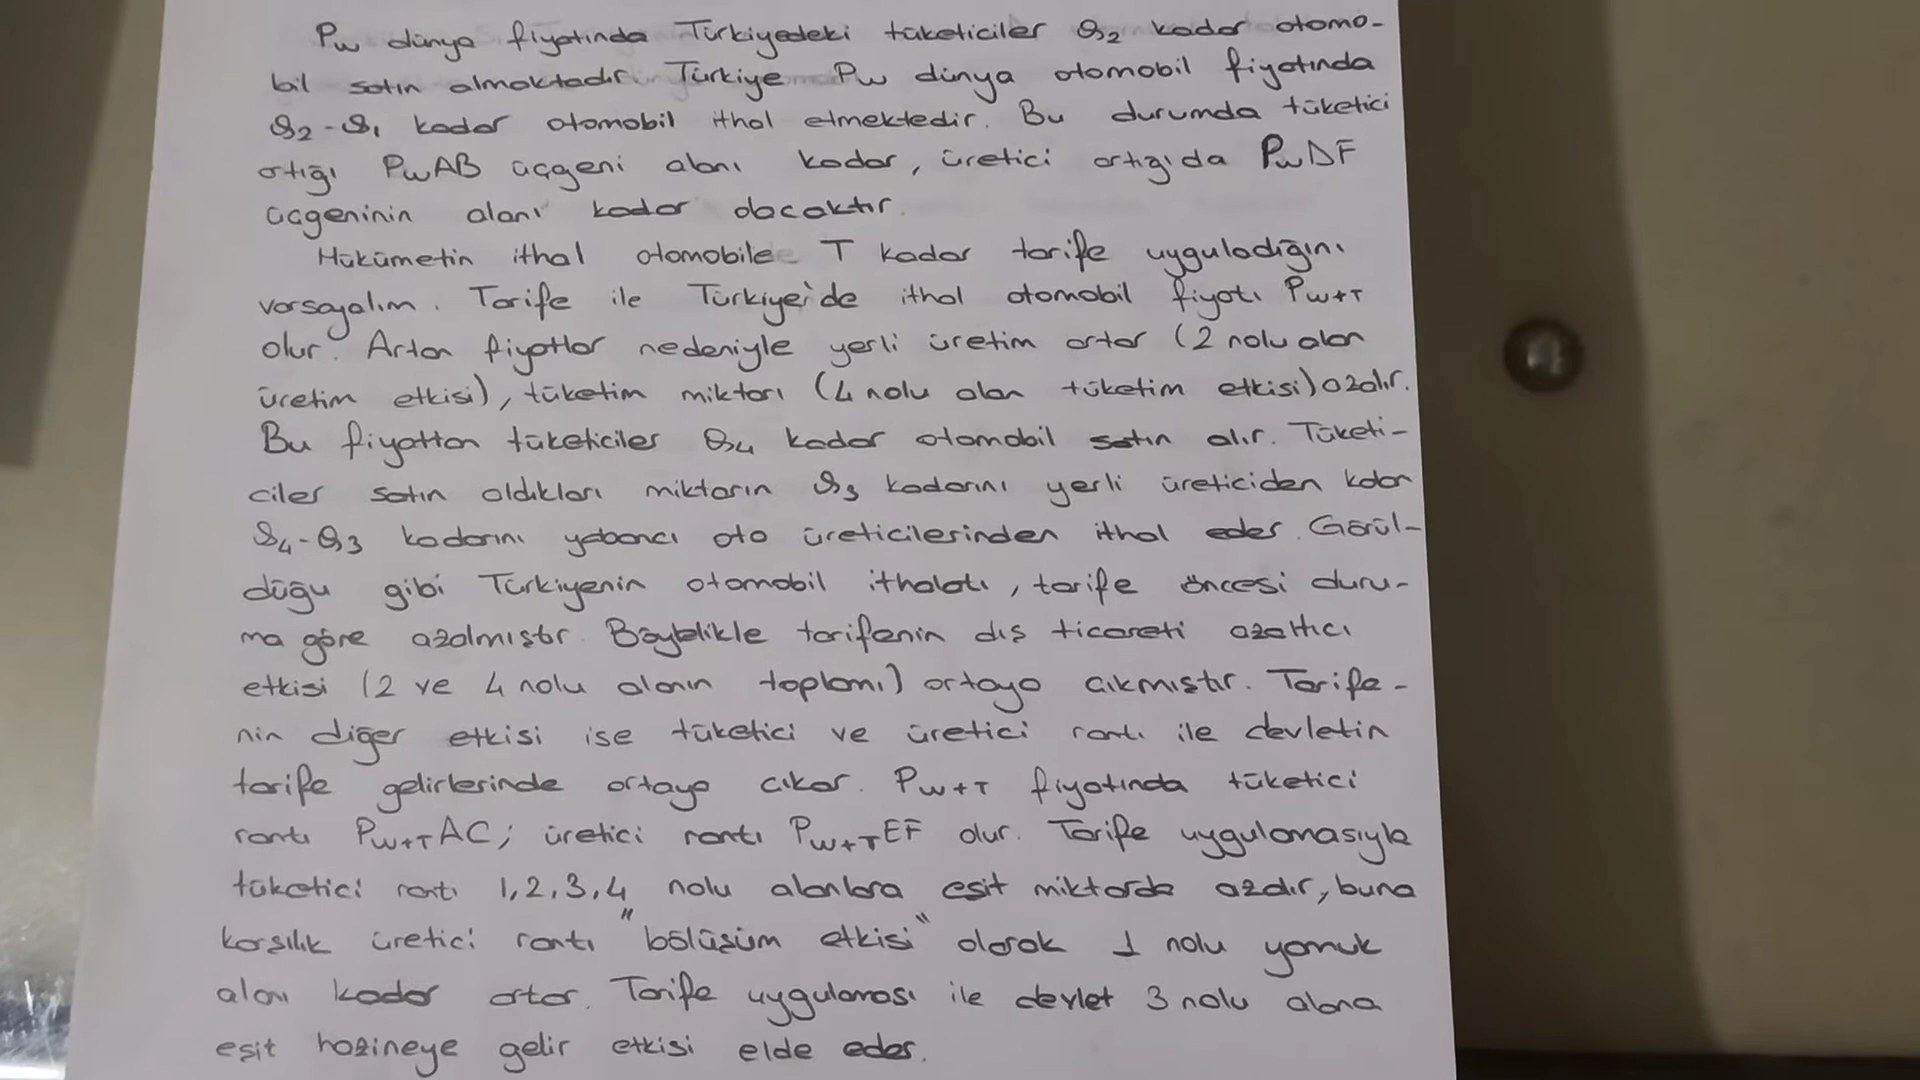 Pw dünya fiyatında Türkiyedeki tüketiciler Q2 kadar otomo-
bil satın almaktadır. Türkiye Pw dünya otomobil fiyatında
Q2-Q1 kadar otomobil ithal etmektedir. Bu durumda tüketici
artığı PwAB üçgeni alanı kadar, üretici artığıda PwDF
üçgeninin alanı kadar olacaktır.
Hükümetin ithal otomobile T kadar tarife uyguladığını
varsayalım. Tarife ile Türkiye'de ithal otomobil fiyatı Pw+T
olur. Artan fiyatlar nedeniyle yerli üretim artar (2 nolu alan
üretim etkisi), tüketim miktarı (4 nolu alan tüketim etkisi) azalır.
Bu fiyattan tüketiciler Q4 kadar otomobil satın alır. Tüketi-
ciler satın aldıkları miktarın Q3 kadarını yerli üreticiden kalan
Q4-Q3 kadarını yabancı oto üreticilerinden ithal eder. Görül-
düğü gibi Türkiyenin otomobil ithalatı, tarife öncesi duru-
ma göre azalmıştır. Böylelikle tarifenin dış ticareti azaltıcı
etkisi (2 ve 4 nolu alanın toplamı) ortaya çıkmıştır. Tarife-
nin diğer etkisi ise tüketici ve üretici rantı ile devletin
tarife gelirlerinde ortaya çıkar. Pw+T fiyatında tüketici
rantı Pw+TAC; üretici rantı Pw+TEF olur. Tarife uygulamasıyla
tüketici rantı 1,2,3,4 nolu alanlara eşit miktarda azdır, buna
karşılık üretici rantı "bölüşüm etkisi" olarak 1 nolu yamuk
alan kadar artar. Tarife uygulaması ile devlet 3 nolu alana
eşit hazineye gelir etkisi elde eder.